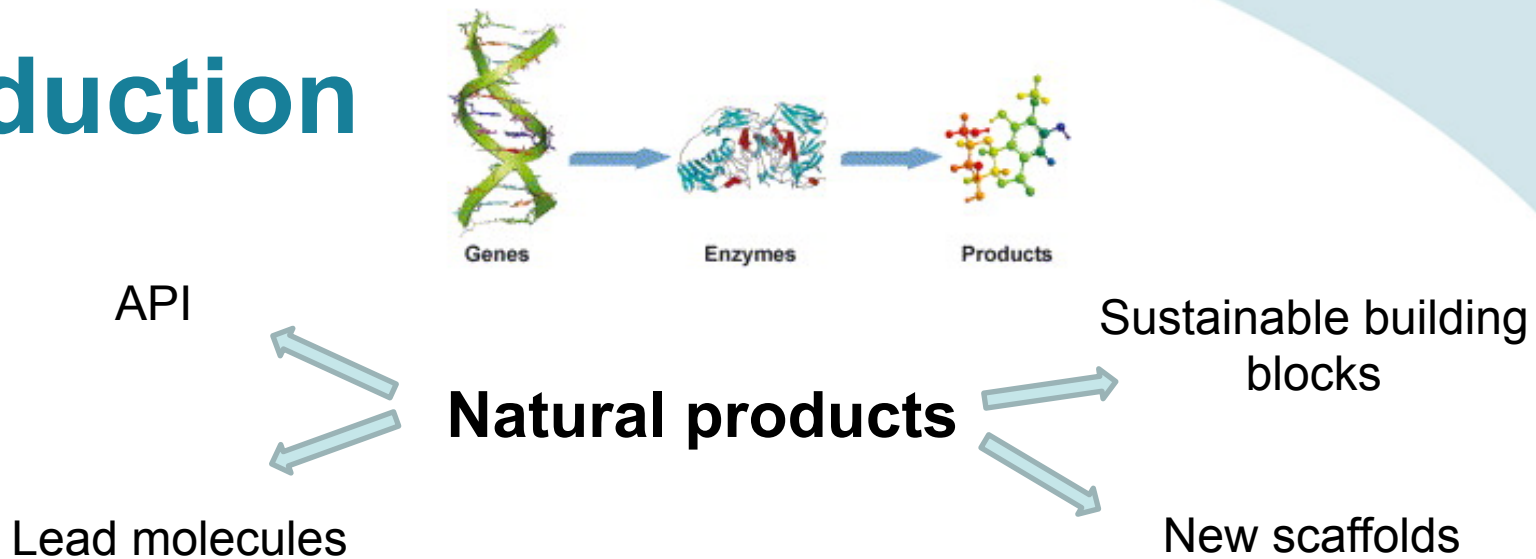 duction
Genes
Enzymes
Products
API
Sustainable building
blocks
Natural products
Lead molecules
New scaffolds